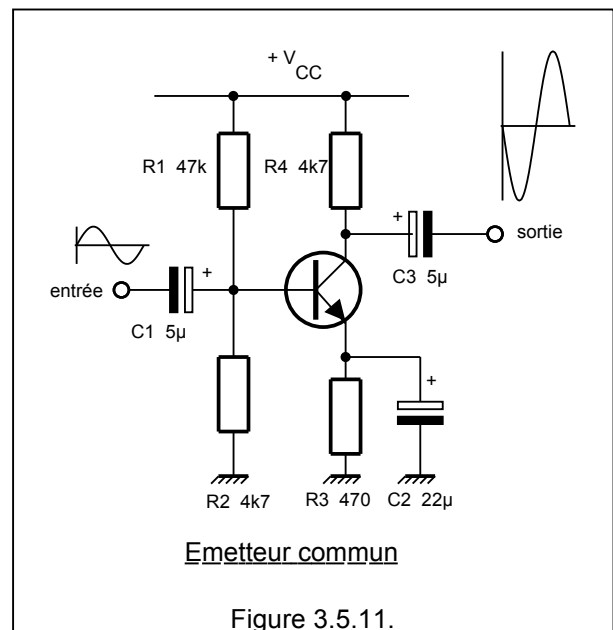 + V
CC
R1 47k
R4 4k7
+
sortie
entrée
+
C3 5µ
C1 5µ
+
R2 4k7
R3 470
C2 22µ
Emetteur commun
Figure 3.5.11.